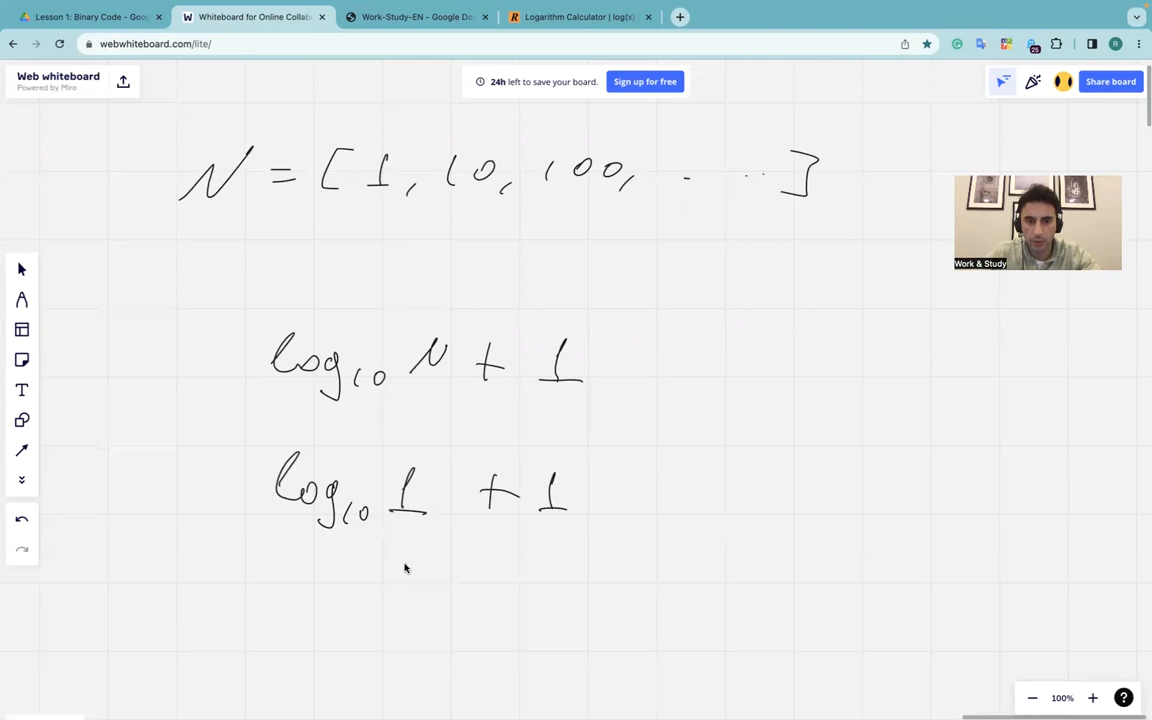 Lesson 1: Binary Code - Goo
Whiteboard for Online Collab
Work-Study-EN - Google Do
Logarithm Calculator | log(x)
webwhiteboard.com/lite/
25
R
Web whiteboard
Powered by Miro
24h left to save your board.
Sign up for free
Share board
N = [1, 10, 100, . . .]
Work & Study
log₁₀ N + 1
log₁₀ 1 + 1
T
100%
?